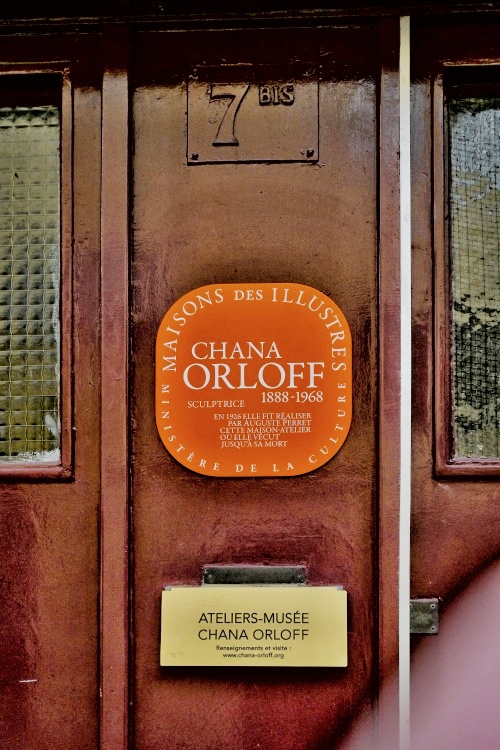 7 BIS
MAISONS DES ILLUSTRES
CHANA
ORLOFF
1888-1968
SCULPTRICE
EN 1926 ELLE FIT RÉALISER
PAR AUGUSTE PERRET
CETTE MAISON-ATELIER
OU ELLE VÉCUT
JUSQU'A SA MORT
MINISTÈRE DE LA CULTURE
ATELIERS-MUSÉE
CHANA ORLOFF
Renseignements et visite :
www.chana-orloff.org